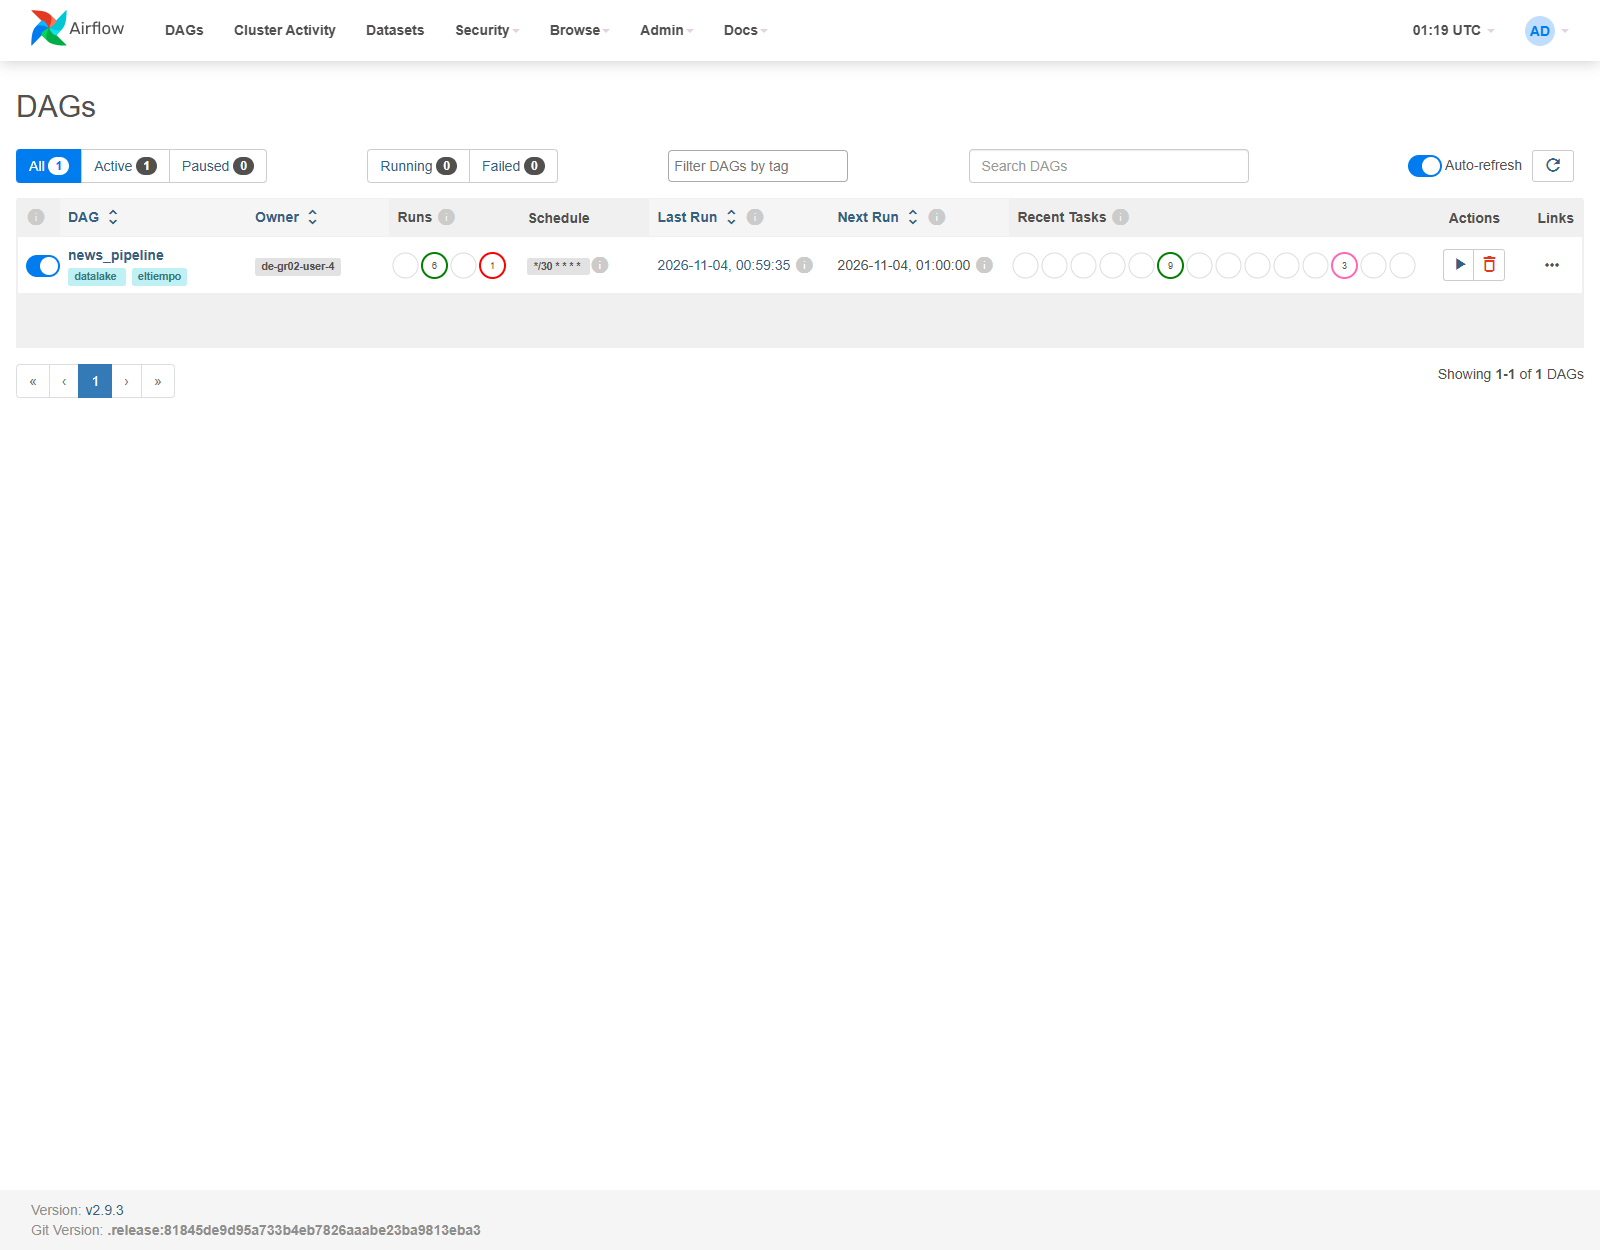 Airflow DAGs Cluster Activity Datasets Security Browse Admin Docs 01:19 UTC AD
DAGs
All 1 Active 1 Paused 0 Running 0 Failed 0 Filter DAGs by tag Search DAGs Auto-refresh
i DAG Owner Runs i Schedule Last Run i Next Run i Recent Tasks i Actions Links
news_pipeline
datalake eltiempo
de-gr02-user-4 6 1 */30 * * * * i 2026-11-04, 00:59:35 i 2026-11-04, 01:00:00 i 9 3
« ‹ 1 › »
Showing 1-1 of 1 DAGs
Version: v2.9.3
Git Version: .release:81845de9d95a733b4eb7826aaabe23ba9813eba3